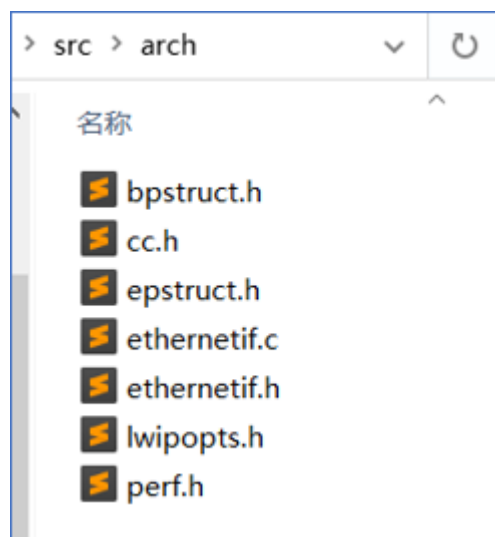 > src > arch
名称
bpstruct.h
cc.h
epstruct.h
ethernetif.c
ethernetif.h
lwipopts.h
perf.h